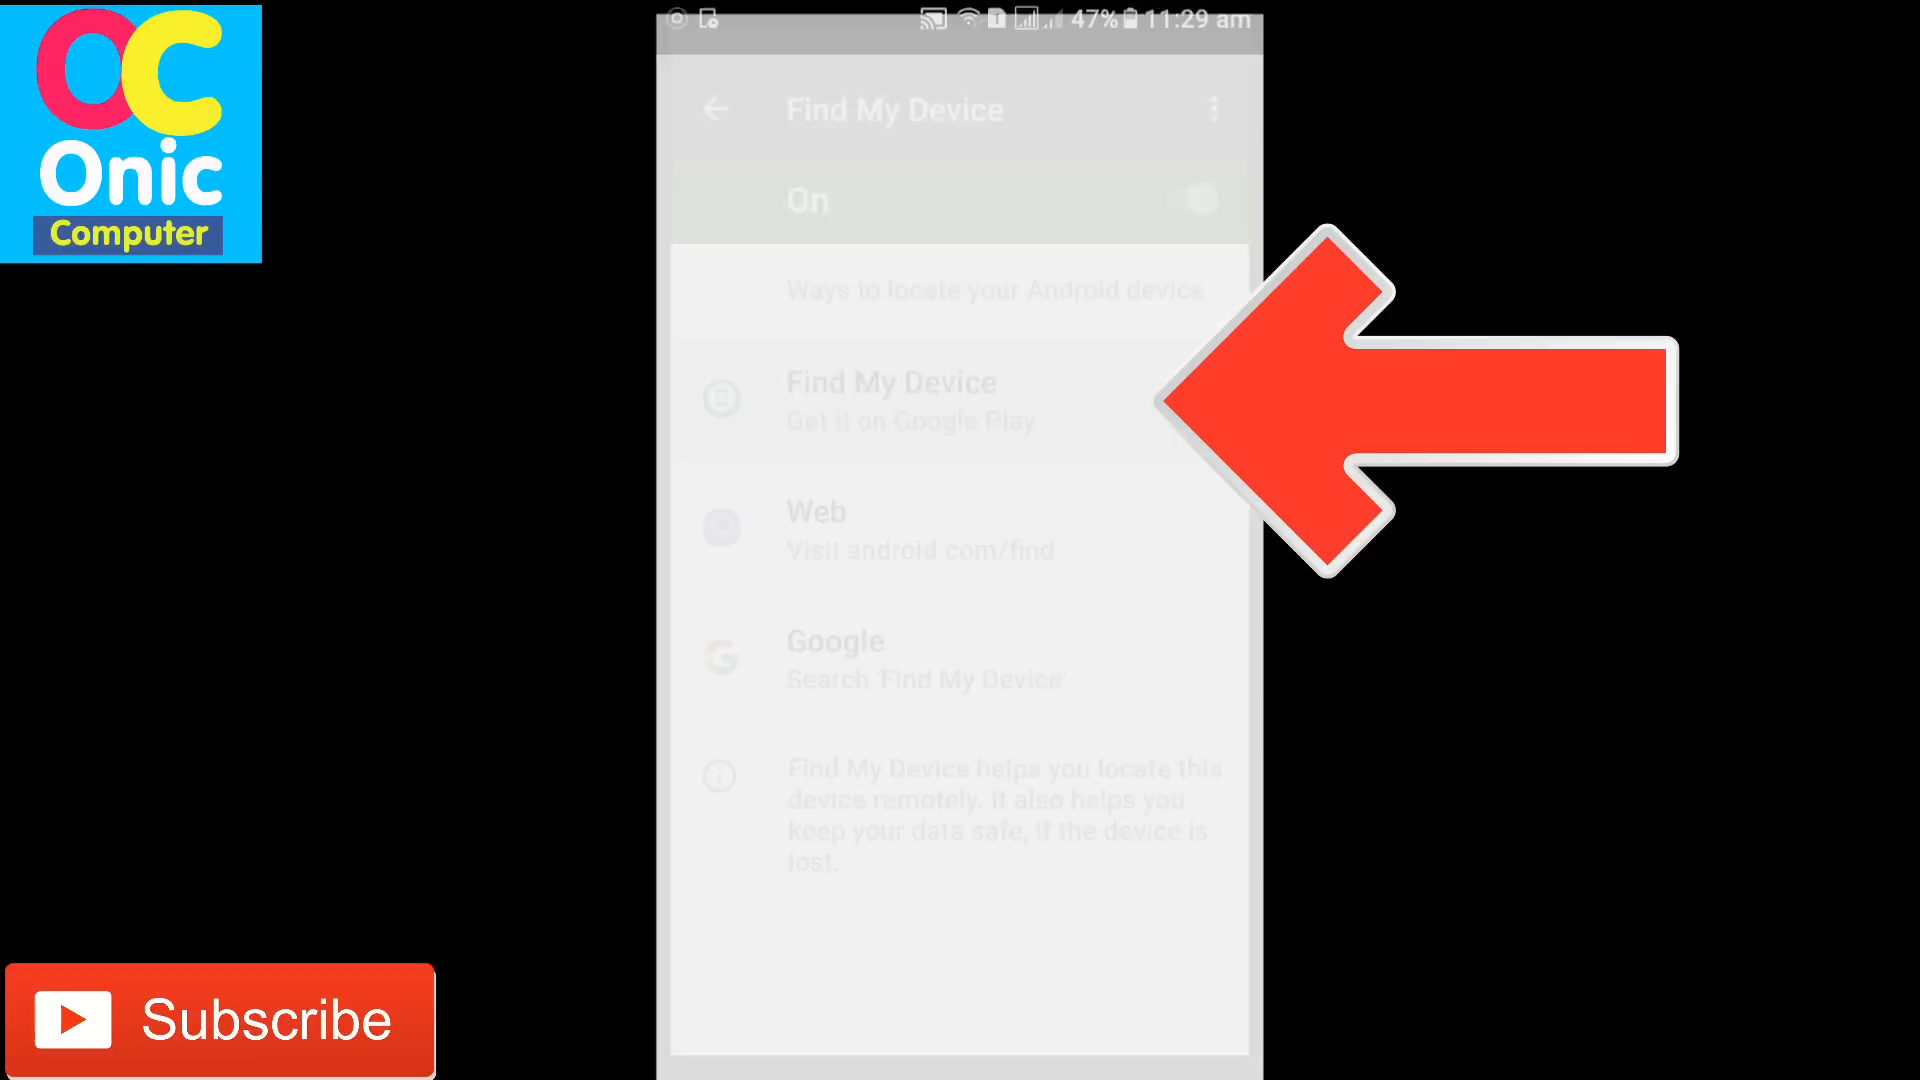 OC
Onic
Computer
47% 11:29 am
Find My Device
On
Ways to locate your Android device
Find My Device
Get it on Google Play
Web
Visit android.com/find
Google
Search 'Find My Device'
Find My Device helps you locate this
device remotely. It also helps you
keep your data safe, if the device is
lost.
Subscribe